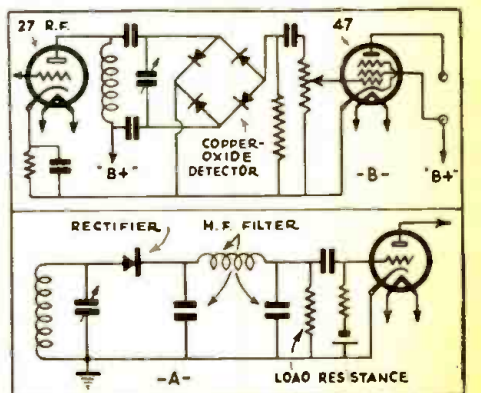 27 R.F.
47
COPPER-
OXIDE
DETECTOR
"B+"
-B-
"B+"
RECTIFIER
H.F. FILTER
-A-
LOAD RESISTANCE